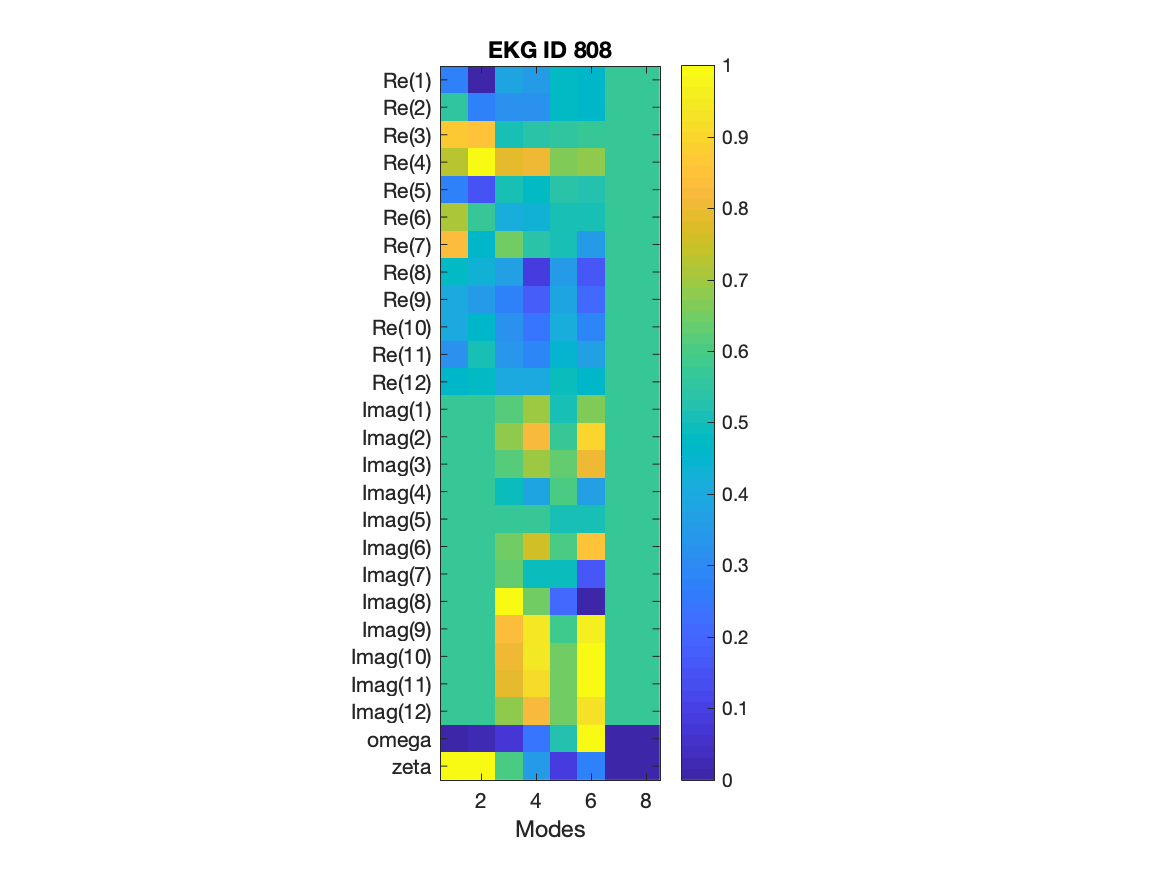 EKG ID 808
Re(1)
Re(2)
Re(3)
Re(4)
Re(5)
Re(6)
Re(7)
Re(8)
Re(9)
Re(10)
Re(11)
Re(12)
Imag(1)
Imag(2)
Imag(3)
Imag(4)
Imag(5)
Imag(6)
Imag(7)
Imag(8)
Imag(9)
Imag(10)
Imag(11)
Imag(12)
omega
zeta
2 4 6 8
Modes
1
0.9
0.8
0.7
0.6
0.5
0.4
0.3
0.2
0.1
0